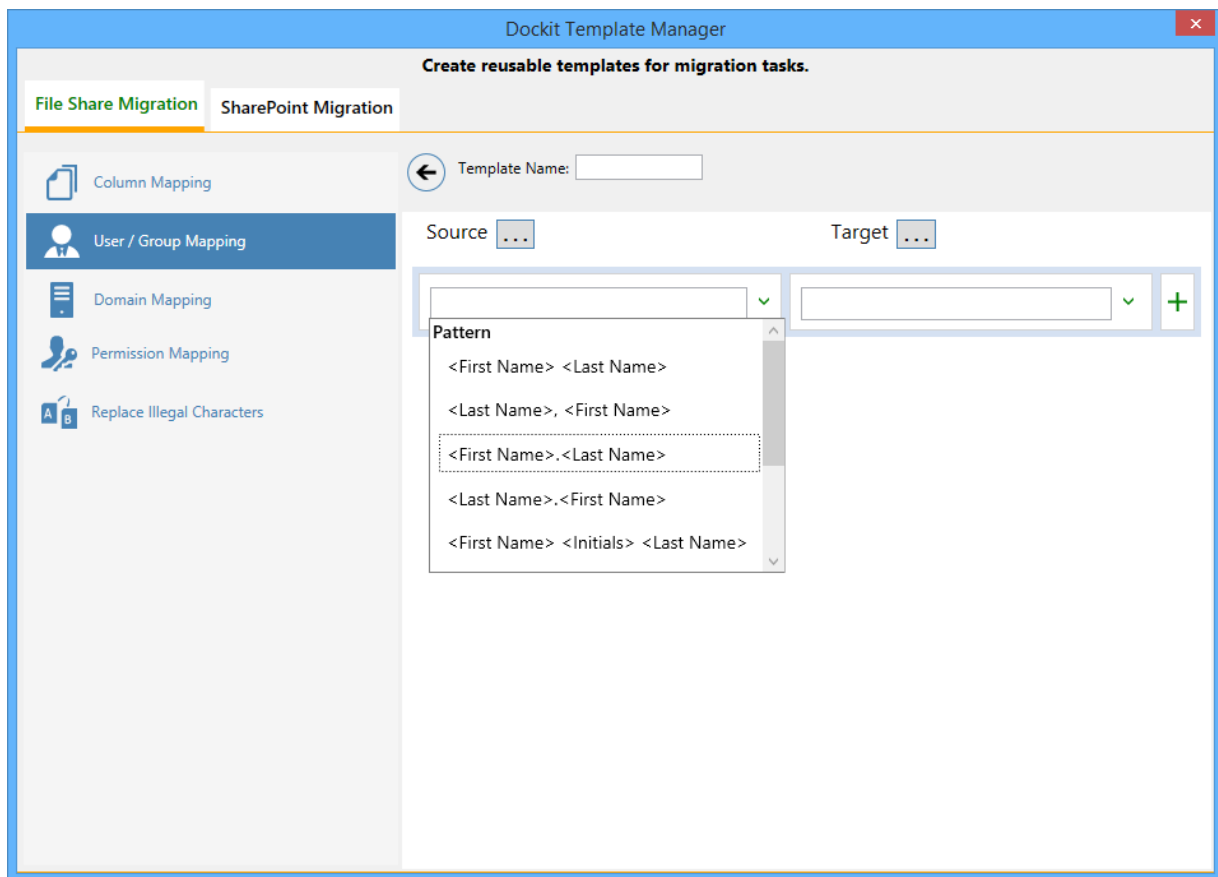 Dockit Template Manager
Create reusable templates for migration tasks.
File Share Migration
SharePoint Migration
Column Mapping
User / Group Mapping
Domain Mapping
Permission Mapping
A B Replace Illegal Characters
Template Name:
Source ... Target ...
Pattern
<First Name> <Last Name>
<Last Name>, <First Name>
<First Name>.<Last Name>
<Last Name>.<First Name>
<First Name> <Initials> <Last Name>